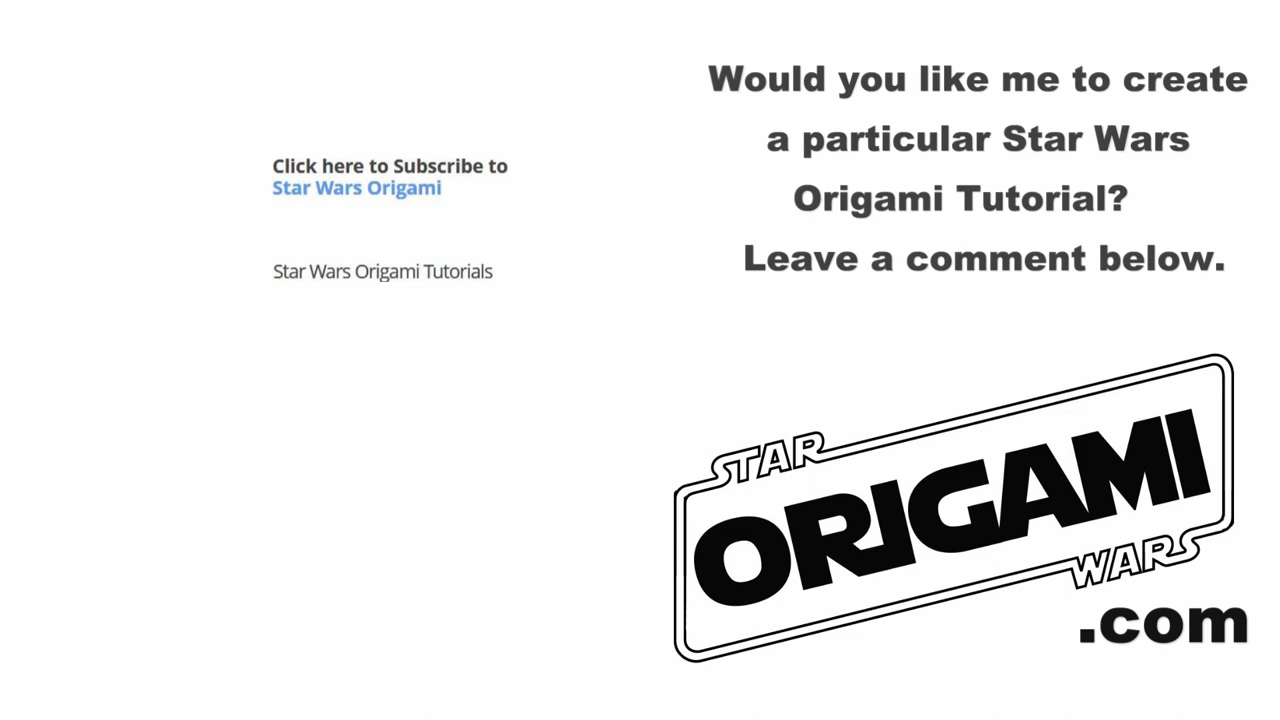 Click here to Subscribe to
Star Wars Origami
Star Wars Origami Tutorials
Would you like me to create
a particular Star Wars
Origami Tutorial?
Leave a comment below.
STAR
ORIGAMI
WARS
.com